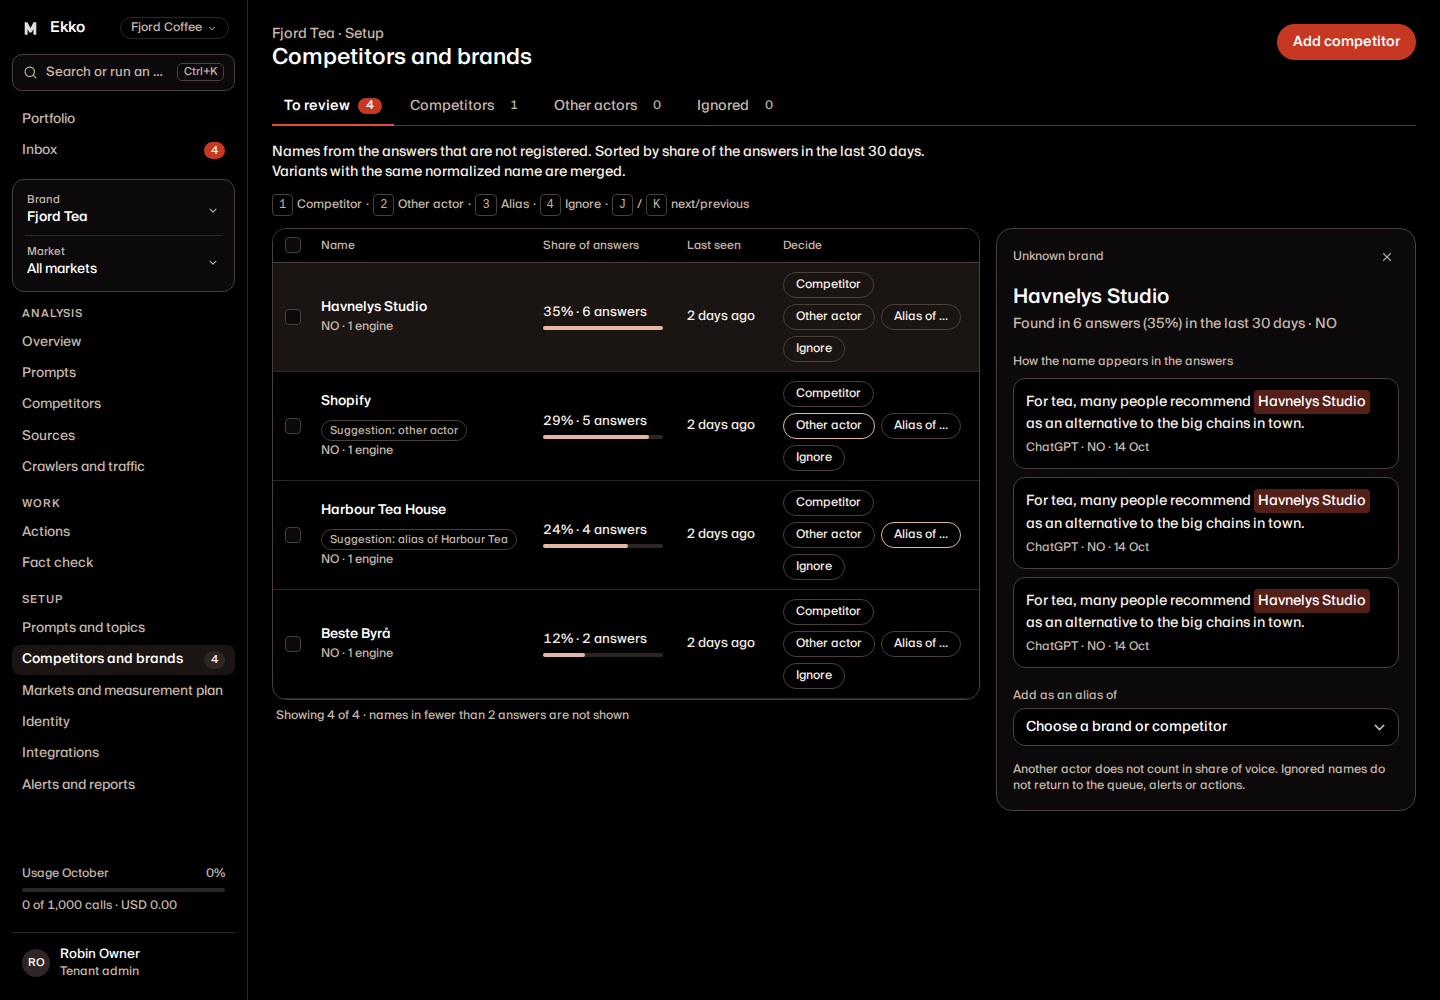 Ekko
Fjord Coffee
Search or run an ...
Ctrl+K
Portfolio
Inbox
4
Brand
Fjord Tea
Market
All markets
ANALYSIS
Overview
Prompts
Competitors
Sources
Crawlers and traffic
WORK
Actions
Fact check
SETUP
Prompts and topics
Competitors and brands
4
Markets and measurement plan
Identity
Integrations
Alerts and reports
Usage October
0%
0 of 1,000 calls · USD 0.00
RO
Robin Owner
Tenant admin
Fjord Tea · Setup
Competitors and brands
Add competitor
To review 4
Competitors 1
Other actors 0
Ignored 0
Names from the answers that are not registered. Sorted by share of the answers in the last 30 days.
Variants with the same normalized name are merged.
1 Competitor · 2 Other actor · 3 Alias · 4 Ignore · J / K next/previous
Name
Share of answers
Last seen
Decide
Havnelys Studio
NO · 1 engine
35% · 6 answers
2 days ago
Competitor
Other actor
Alias of ...
Ignore
Shopify
Suggestion: other actor
NO · 1 engine
29% · 5 answers
2 days ago
Competitor
Other actor
Alias of ...
Ignore
Harbour Tea House
Suggestion: alias of Harbour Tea
NO · 1 engine
24% · 4 answers
2 days ago
Competitor
Other actor
Alias of ...
Ignore
Beste Byrå
NO · 1 engine
12% · 2 answers
2 days ago
Competitor
Other actor
Alias of ...
Ignore
Showing 4 of 4 · names in fewer than 2 answers are not shown
Unknown brand
Havnelys Studio
Found in 6 answers (35%) in the last 30 days · NO
How the name appears in the answers
For tea, many people recommend Havnelys Studio
as an alternative to the big chains in town.
ChatGPT · NO · 14 Oct
For tea, many people recommend Havnelys Studio
as an alternative to the big chains in town.
ChatGPT · NO · 14 Oct
For tea, many people recommend Havnelys Studio
as an alternative to the big chains in town.
ChatGPT · NO · 14 Oct
Add as an alias of
Choose a brand or competitor
Another actor does not count in share of voice. Ignored names do
not return to the queue, alerts or actions.